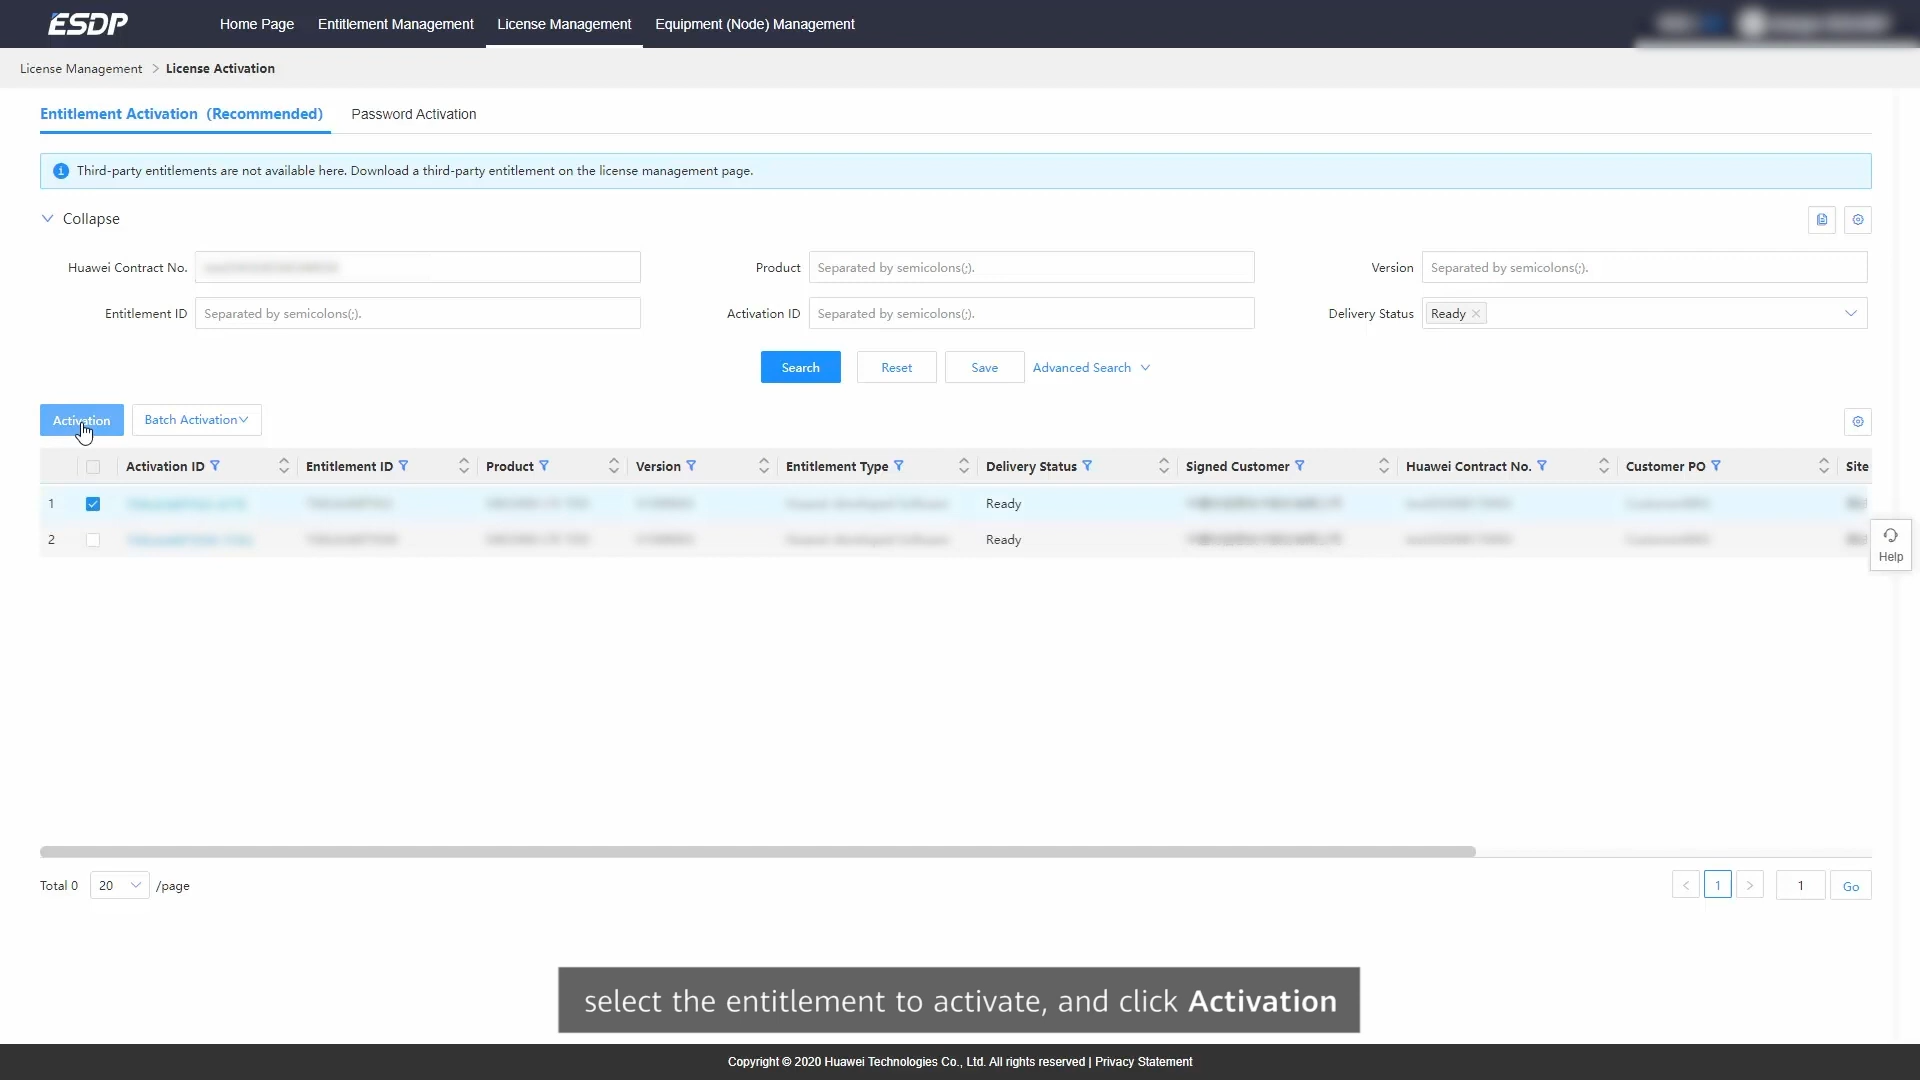 ESDP
Home Page Entitlement Management License Management Equipment (Node) Management
License Management > License Activation
Entitlement Activation (Recommended) Password Activation
Third-party entitlements are not available here. Download a third-party entitlement on the license management page.
Collapse
Huawei Contract No. Product Separated by semicolons(;). Version Separated by semicolons(;).
Entitlement ID Separated by semicolons(;). Activation ID Separated by semicolons(;). Delivery Status Ready
Search Reset Save Advanced Search
Activation Batch Activation
Activation ID Entitlement ID Product Version Entitlement Type Delivery Status Signed Customer Huawei Contract No. Customer PO Site
1 Ready
2 Ready
Help
Total 0 20 /page < 1 > 1 Go
select the entitlement to activate, and click Activation
Copyright © 2020 Huawei Technologies Co., Ltd. All rights reserved | Privacy Statement